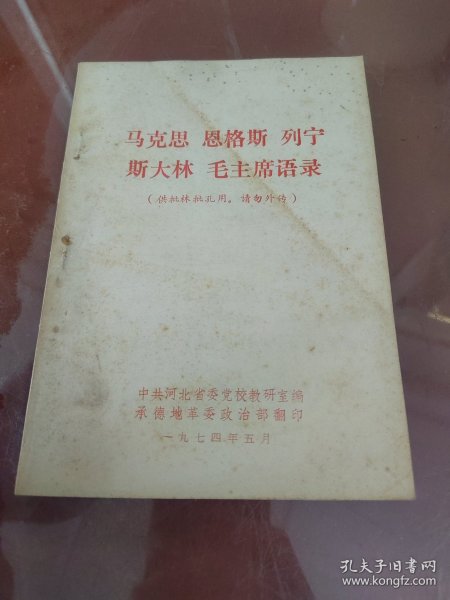 马克思 恩格斯 列宁
斯大林 毛主席语录
(供批林批孔用。请勿外传)
中共河北省委党校教研室编
承德地革委政治部翻印
一九七四年五月
孔夫子旧书网
www.kongfz.com